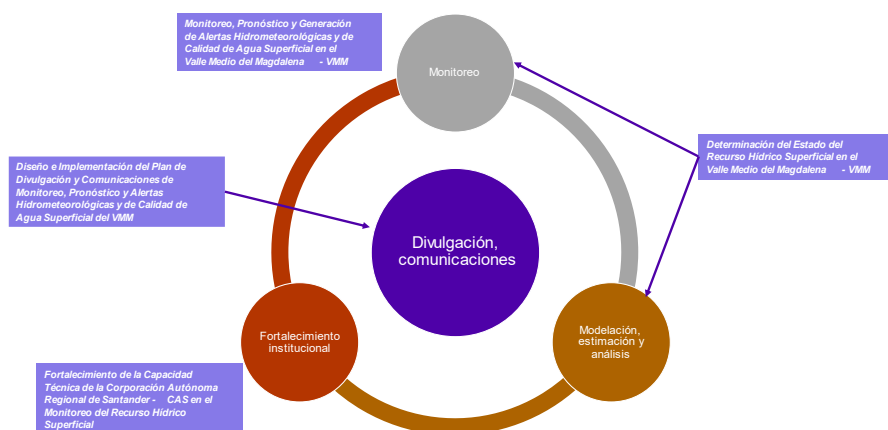 Monitoreo, Pronóstico y Generación
de Alertas Hidrometeorológicas y de
Calidad de Agua Superficial en el
Valle Medio del Magdalena - VMM
Monitoreo
Determinación del Estado del
Recurso Hídrico Superficial en el
Valle Medio del Magdalena - VMM
Diseño e Implementación del Plan de
Divulgación y Comunicaciones de
Monitoreo, Pronóstico y Alertas
Hidrometeorológicas y de Calidad de
Agua Superficial del VMM
Divulgación,
comunicaciones
Fortalecimiento
institucional
Modelación,
estimación y
análisis
Fortalecimiento de la Capacidad
Técnica de la Corporación Autónoma
Regional de Santander - CAS en el
Monitoreo del Recurso Hídrico
Superficial